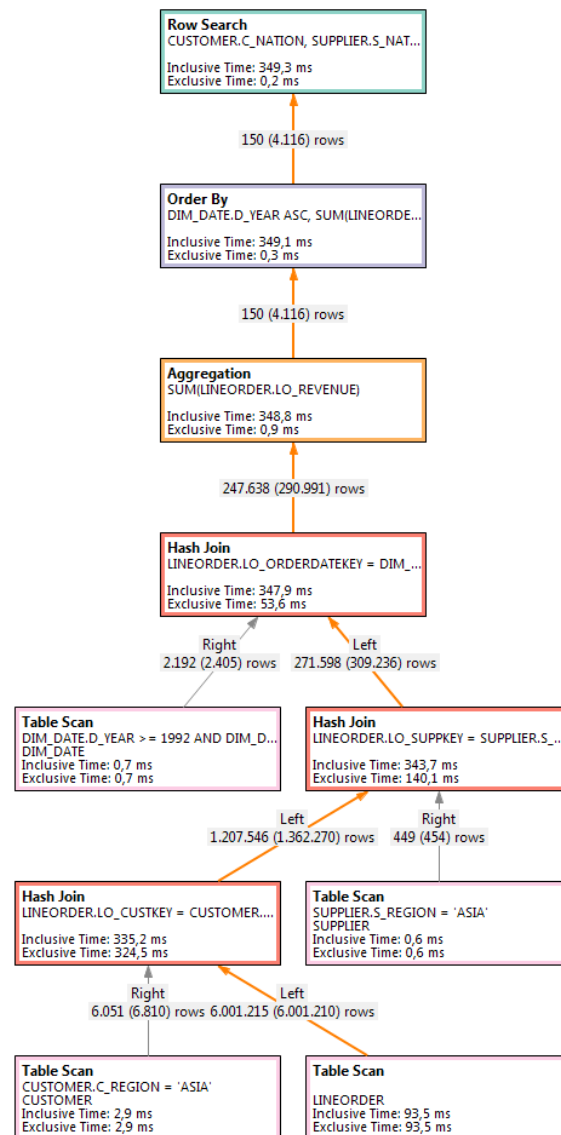 Row Search
CUSTOMER.C_NATION, SUPPLIER.S_NAT...
Inclusive Time: 349,3 ms
Exclusive Time: 0,2 ms
150 (4.116) rows
Order By
DIM_DATE.D_YEAR ASC, SUM(LINEORDE...
Inclusive Time: 349,1 ms
Exclusive Time: 0,3 ms
150 (4.116) rows
Aggregation
SUM(LINEORDER.LO_REVENUE)
Inclusive Time: 348,8 ms
Exclusive Time: 0,9 ms
247.638 (290.991) rows
Hash Join
LINEORDER.LO_ORDERDATEKEY = DIM_...
Inclusive Time: 347,9 ms
Exclusive Time: 53,6 ms
Right
2.192 (2.405) rows
Left
271.598 (309.236) rows
Table Scan
DIM_DATE.D_YEAR >= 1992 AND DIM_D...
DIM_DATE
Inclusive Time: 0,7 ms
Exclusive Time: 0,7 ms
Hash Join
LINEORDER.LO_SUPPKEY = SUPPLIER.S_...
Inclusive Time: 343,7 ms
Exclusive Time: 140,1 ms
Left
1.207.546 (1.362.270) rows
Right
449 (454) rows
Hash Join
LINEORDER.LO_CUSTKEY = CUSTOMER....
Inclusive Time: 335,2 ms
Exclusive Time: 324,5 ms
Table Scan
SUPPLIER.S_REGION = 'ASIA'
SUPPLIER
Inclusive Time: 0,6 ms
Exclusive Time: 0,6 ms
Right
6.051 (6.810) rows
Left
6.001.215 (6.001.210) rows
Table Scan
CUSTOMER.C_REGION = 'ASIA'
CUSTOMER
Inclusive Time: 2,9 ms
Exclusive Time: 2,9 ms
Table Scan
LINEORDER
Inclusive Time: 93,5 ms
Exclusive Time: 93,5 ms